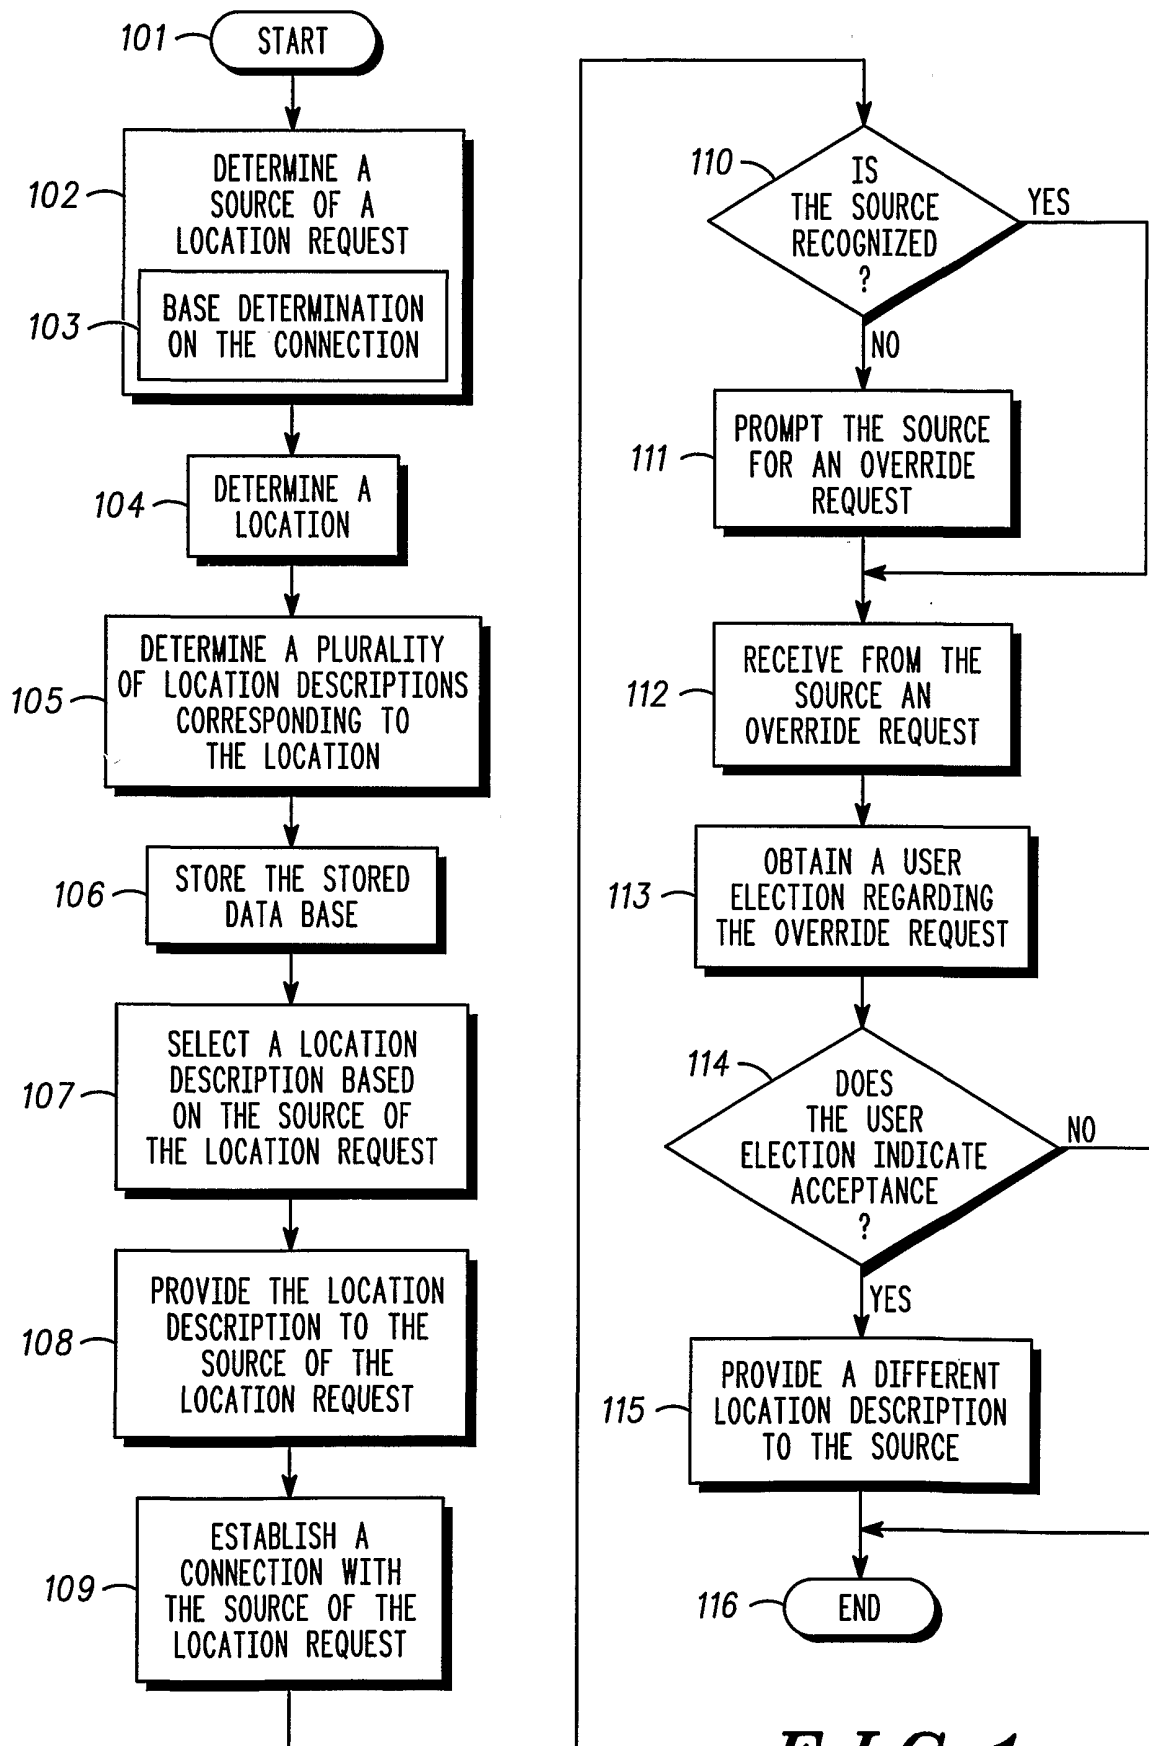 101
START
102
DETERMINE A
SOURCE OF A
LOCATION REQUEST
103
BASE DETERMINATION
ON THE CONNECTION
104
DETERMINE A
LOCATION
105
DETERMINE A PLURALITY
OF LOCATION DESCRIPTIONS
CORRESPONDING TO
THE LOCATION
106
STORE THE STORED
DATA BASE
107
SELECT A LOCATION
DESCRIPTION BASED
ON THE SOURCE OF
THE LOCATION REQUEST
108
PROVIDE THE LOCATION
DESCRIPTION TO THE
SOURCE OF THE
LOCATION REQUEST
109
ESTABLISH A
CONNECTION WITH
THE SOURCE OF THE
LOCATION REQUEST
110
IS
THE SOURCE
RECOGNIZED
?
YES
NO
111
PROMPT THE SOURCE
FOR AN OVERRIDE
REQUEST
112
RECEIVE FROM THE
SOURCE AN
OVERRIDE REQUEST
113
OBTAIN A USER
ELECTION REGARDING
THE OVERRIDE REQUEST
114
DOES
THE USER
ELECTION INDICATE
ACCEPTANCE
?
NO
YES
115
PROVIDE A DIFFERENT
LOCATION DESCRIPTION
TO THE SOURCE
116
END